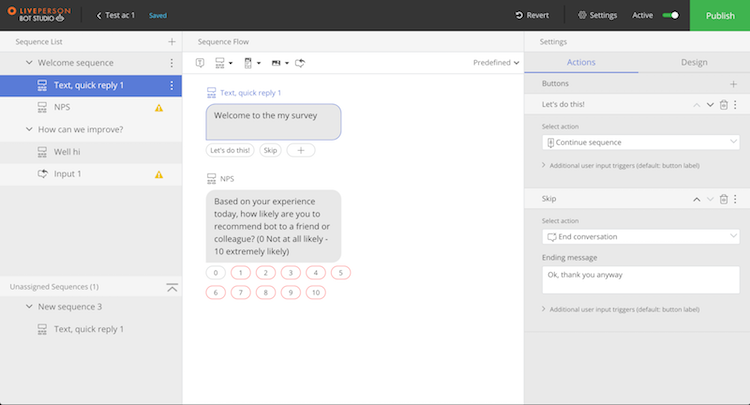 LIVEPERSON
BOT STUDIO
Test ac 1
Saved
Revert
Settings
Active
Publish
Sequence List
Welcome sequence
Text, quick reply 1
NPS
How can we improve?
Well hi
Input 1
Unassigned Sequences (1)
New sequence 3
Text, quick reply 1
Sequence Flow
Predefined
Text, quick reply 1
Welcome to the my survey
Let's do this!
Skip
NPS
Based on your experience
today, how likely are you to
recommend bot to a friend or
colleague? (0 Not at all likely -
10 extremely likely)
0 1 2 3 4 5
6 7 8 9 10
Settings
Actions
Design
Buttons
Let's do this!
Select action
Continue sequence
Additional user input triggers (default: button label)
Skip
Select action
End conversation
Ending message
Ok, thank you anyway
Additional user input triggers (default: button label)